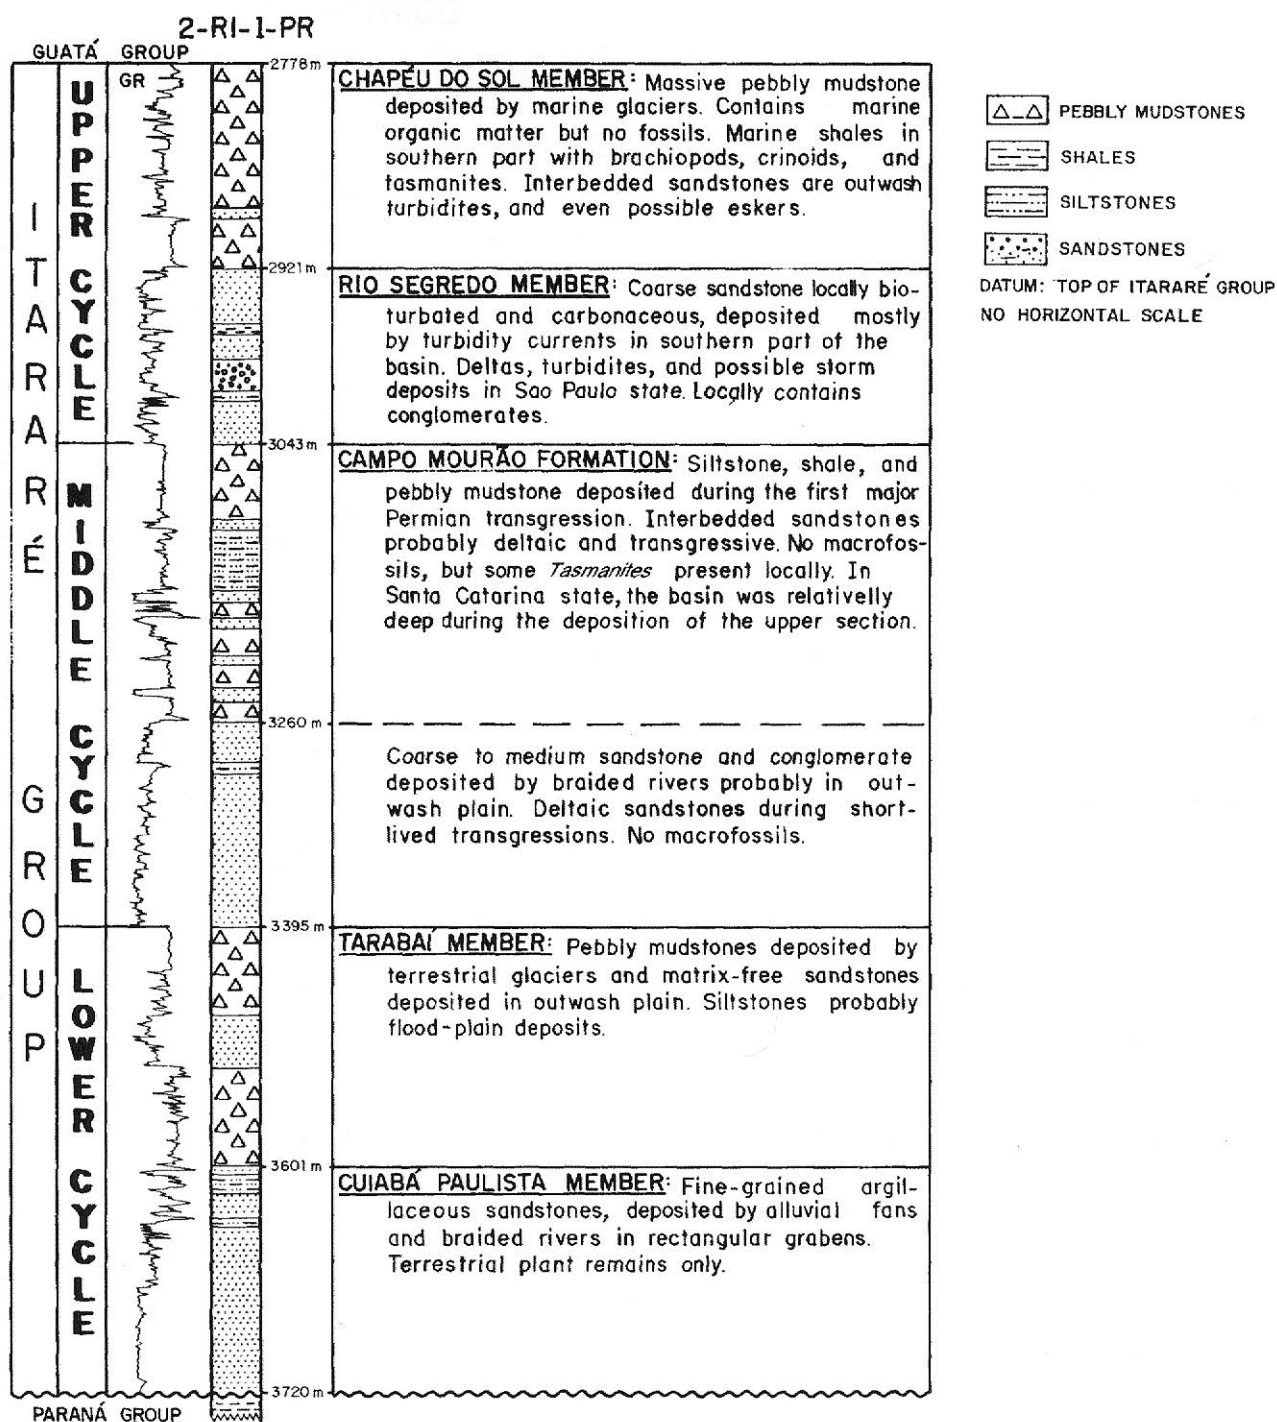 2-RI-1-PR
GUATÁ GROUP
ITARARÉ GROUP
UPPER CYCLE
MIDDLE CYCLE
LOWER CYCLE
GR
2778m
CHAPÉU DO SOL MEMBER: Massive pebbly mudstone
deposited by marine glaciers. Contains marine
organic matter but no fossils. Marine shales in
southern part with brachiopods, crinoids, and
tasmanites. Interbedded sandstones are outwash
turbidites, and even possible eskers.
2921m
RIO SEGREDO MEMBER: Coarse sandstone locally bio-
turbated and carbonaceous, deposited mostly
by turbidity currents in southern part of the
basin. Deltas, turbidites, and possible storm
deposits in Sao Paulo state. Locally contains
conglomerates.
3043m
CAMPO MOURÃO FORMATION: Siltstone, shale, and
pebbly mudstone deposited during the first major
Permian transgression. Interbedded sandstones
probably deltaic and transgressive. No macrofos-
sils, but some Tasmanites present locally. In
Santa Catarina state, the basin was relativelly
deep during the deposition of the upper section.
3260 m
Coarse to medium sandstone and conglomerate
deposited by braided rivers probably in out-
wash plain. Deltaic sandstones during short-
lived transgressions. No macrofossils.
3395 m
TARABAÍ MEMBER: Pebbly mudstones deposited by
terrestrial glaciers and matrix-free sandstones
deposited in outwash plain. Siltstones probably
flood-plain deposits.
3601 m
CUIABÁ PAULISTA MEMBER: Fine-grained argil-
laceous sandstones, deposited by alluvial fans
and braided rivers in rectangular grabens.
Terrestrial plant remains only.
3720m
PARANÁ GROUP
PEBBLY MUDSTONES
SHALES
SILTSTONES
SANDSTONES
DATUM: TOP OF ITARARÉ GROUP
NO HORIZONTAL SCALE